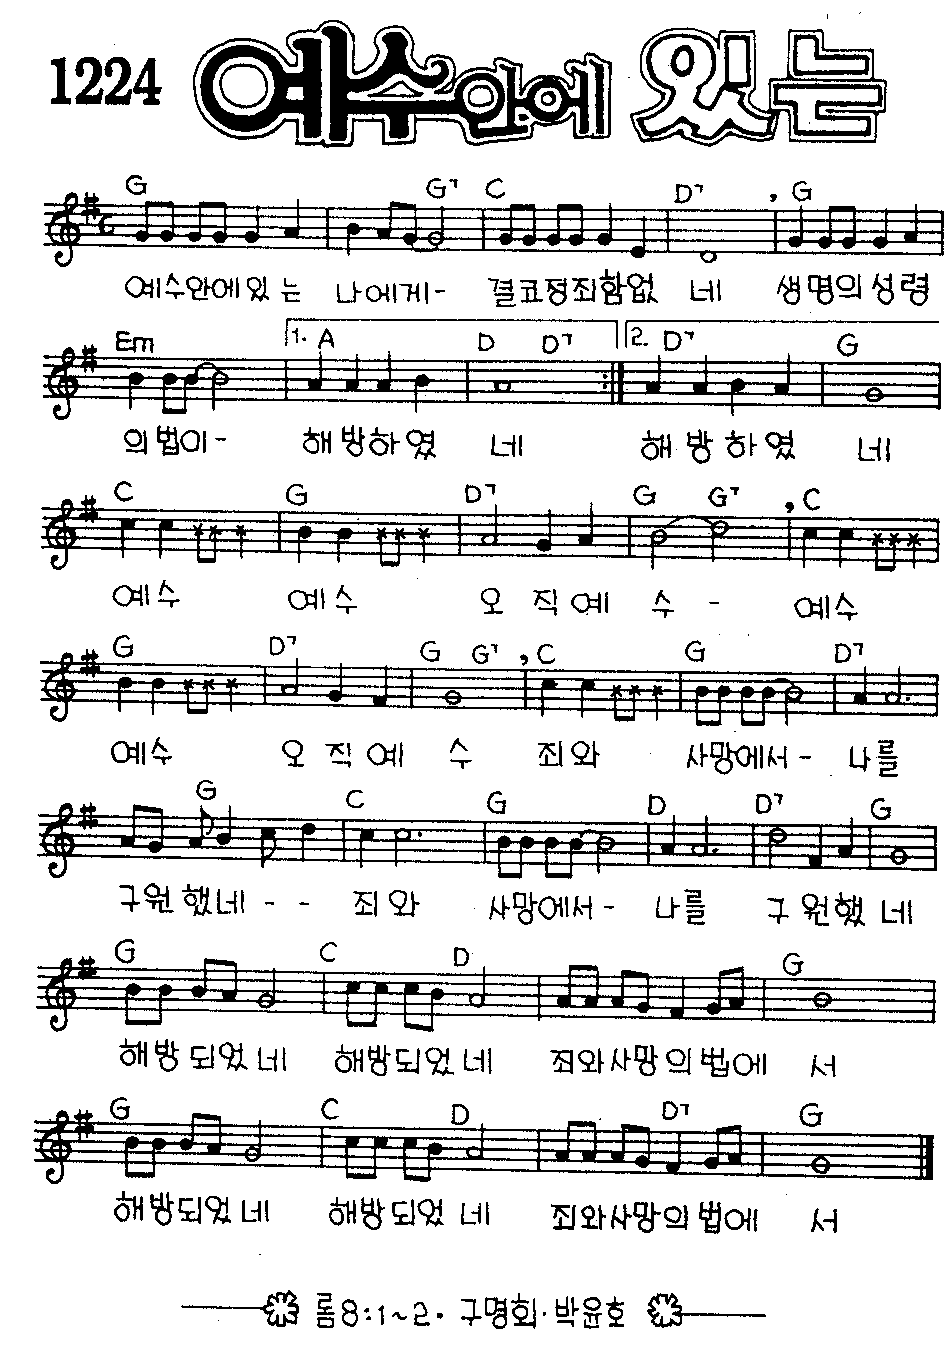 1224 예수안에 있는
G G7 C D7 , G
예수안에있는 나에게- 결코정죄함없 네 생명의성령
Em 1. A D D7 2. D7 G
의법이- 해방하였 네 해방하였 네
C G D7 G G7 , C
예수 예수 오직예 수 - 예수
G D7 G G7 , C G D7
예수 오직예 수 죄와 사망에서- 나를
G C G D D7 G
구원했네 - - 죄와 사망에서- 나를 구원했 네
G C D G
해방되었네 해방되었네 죄와사망의법에 서
G C D D7 G
해방되었네 해방되었 네 죄와사망의법에 서
롬8:1~2. 구명회·박윤호